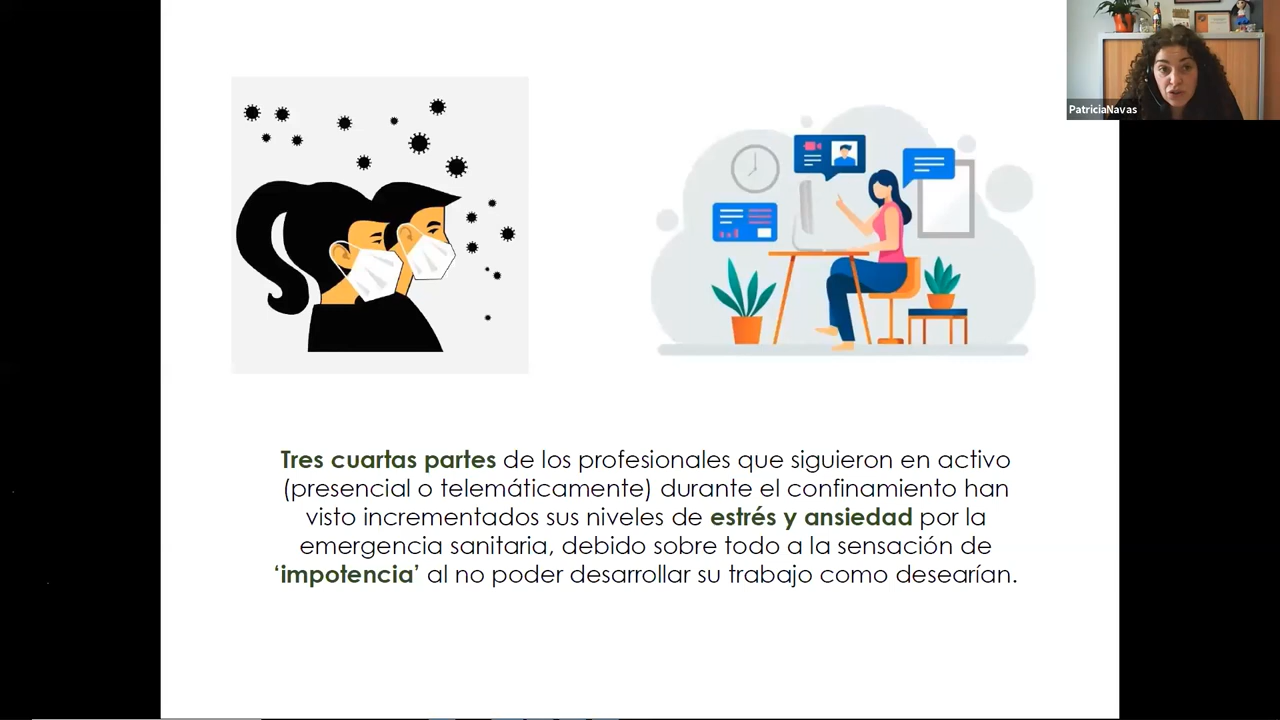 PatriciaNavas
Tres cuartas partes de los profesionales que siguieron en activo
(presencial o telemáticamente) durante el confinamiento han
visto incrementados sus niveles de estrés y ansiedad por la
emergencia sanitaria, debido sobre todo a la sensación de
‘impotencia’ al no poder desarrollar su trabajo como desearían.